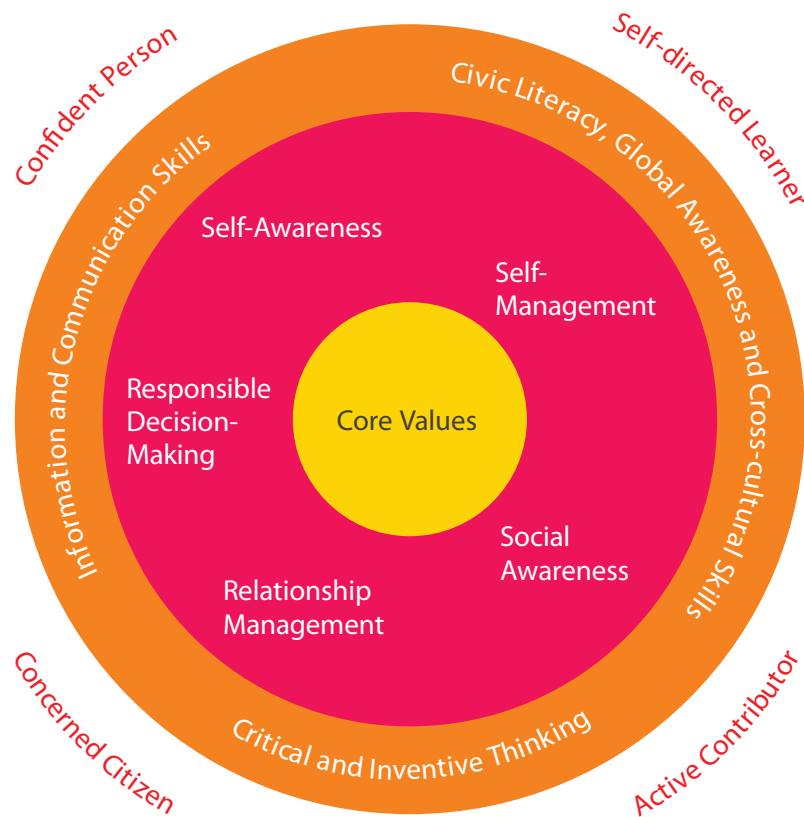 Confident Person
Self-directed Learner
Information and Communication Skills
Civic Literacy, Global Awareness and Cross-cultural Skills
Self-Awareness
Self-
Management
Responsible
Decision-
Making
Core Values
Social
Awareness
Relationship
Management
Critical and Inventive Thinking
Concerned Citizen
Active Contributor